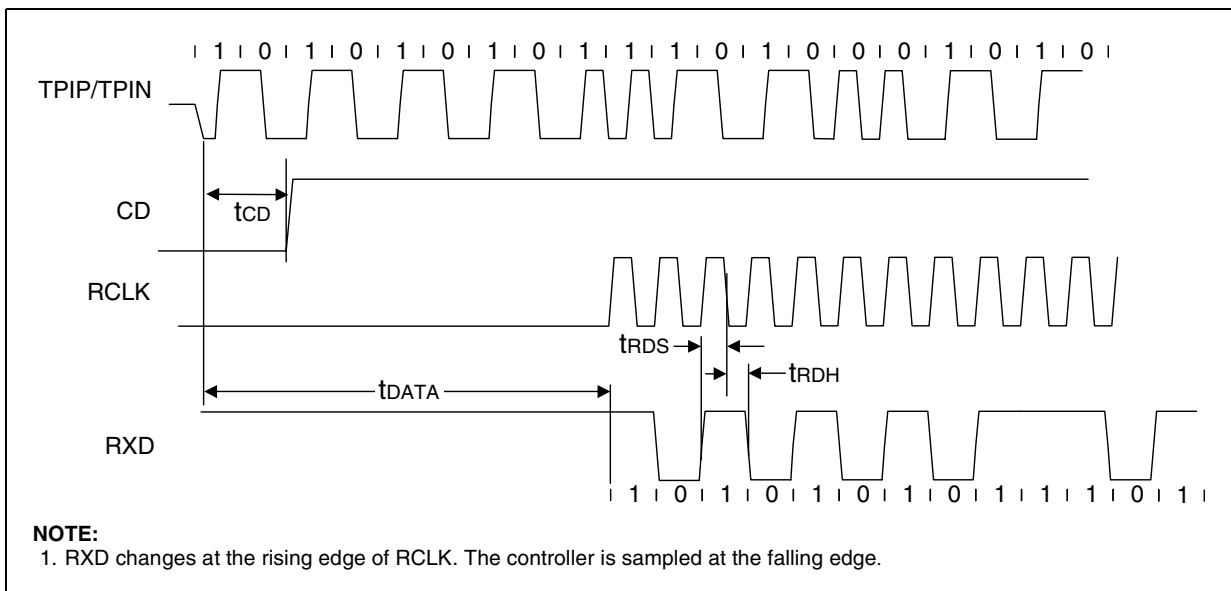 1 0 1 0 1 0 1 0 1 1 1 0 1 0 0 0 1 0 1 0
TPIP/TPIN
CD
tCD
RCLK
tRDS
tRDH
tDATA
RXD
1 0 1 0 1 0 1 0 1 1 1 0 1
NOTE:
1. RXD changes at the rising edge of RCLK. The controller is sampled at the falling edge.